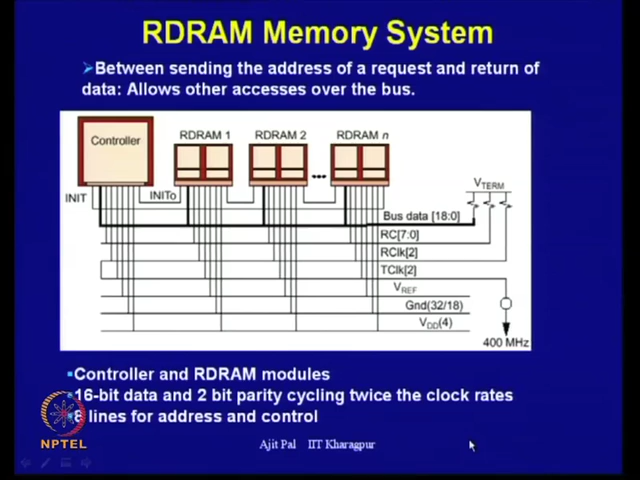 RDRAM Memory System
➢Between sending the address of a request and return of
data: Allows other accesses over the bus.
Controller
RDRAM 1
RDRAM 2
RDRAM n
...
INIT
INITo
VTERM
Bus data [18:0]
RC[7:0]
RClk[2]
TClk[2]
VREF
Gnd(32/18)
VDD(4)
400 MHz
▪Controller and RDRAM modules
▪16-bit data and 2 bit parity cycling twice the clock rates
▪8 lines for address and control
NPTEL
Ajit Pal IIT Kharagpur